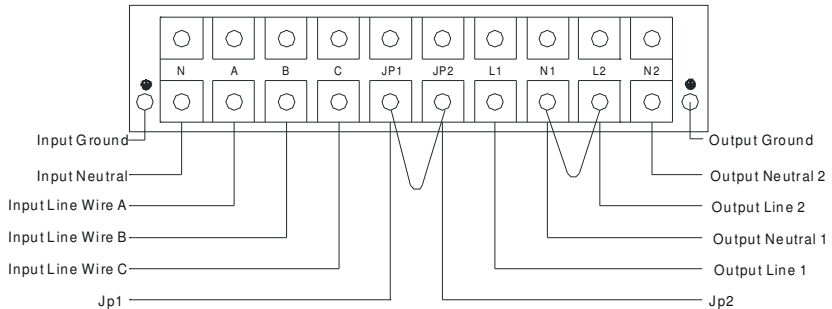 N A B C JP1 JP2 L1 N1 L2 N2
Input Ground
Input Neutral
Input Line Wire A
Input Line Wire B
Input Line Wire C
Jp1
Output Ground
Output Neutral 2
Output Line 2
Output Neutral 1
Output Line 1
Jp2